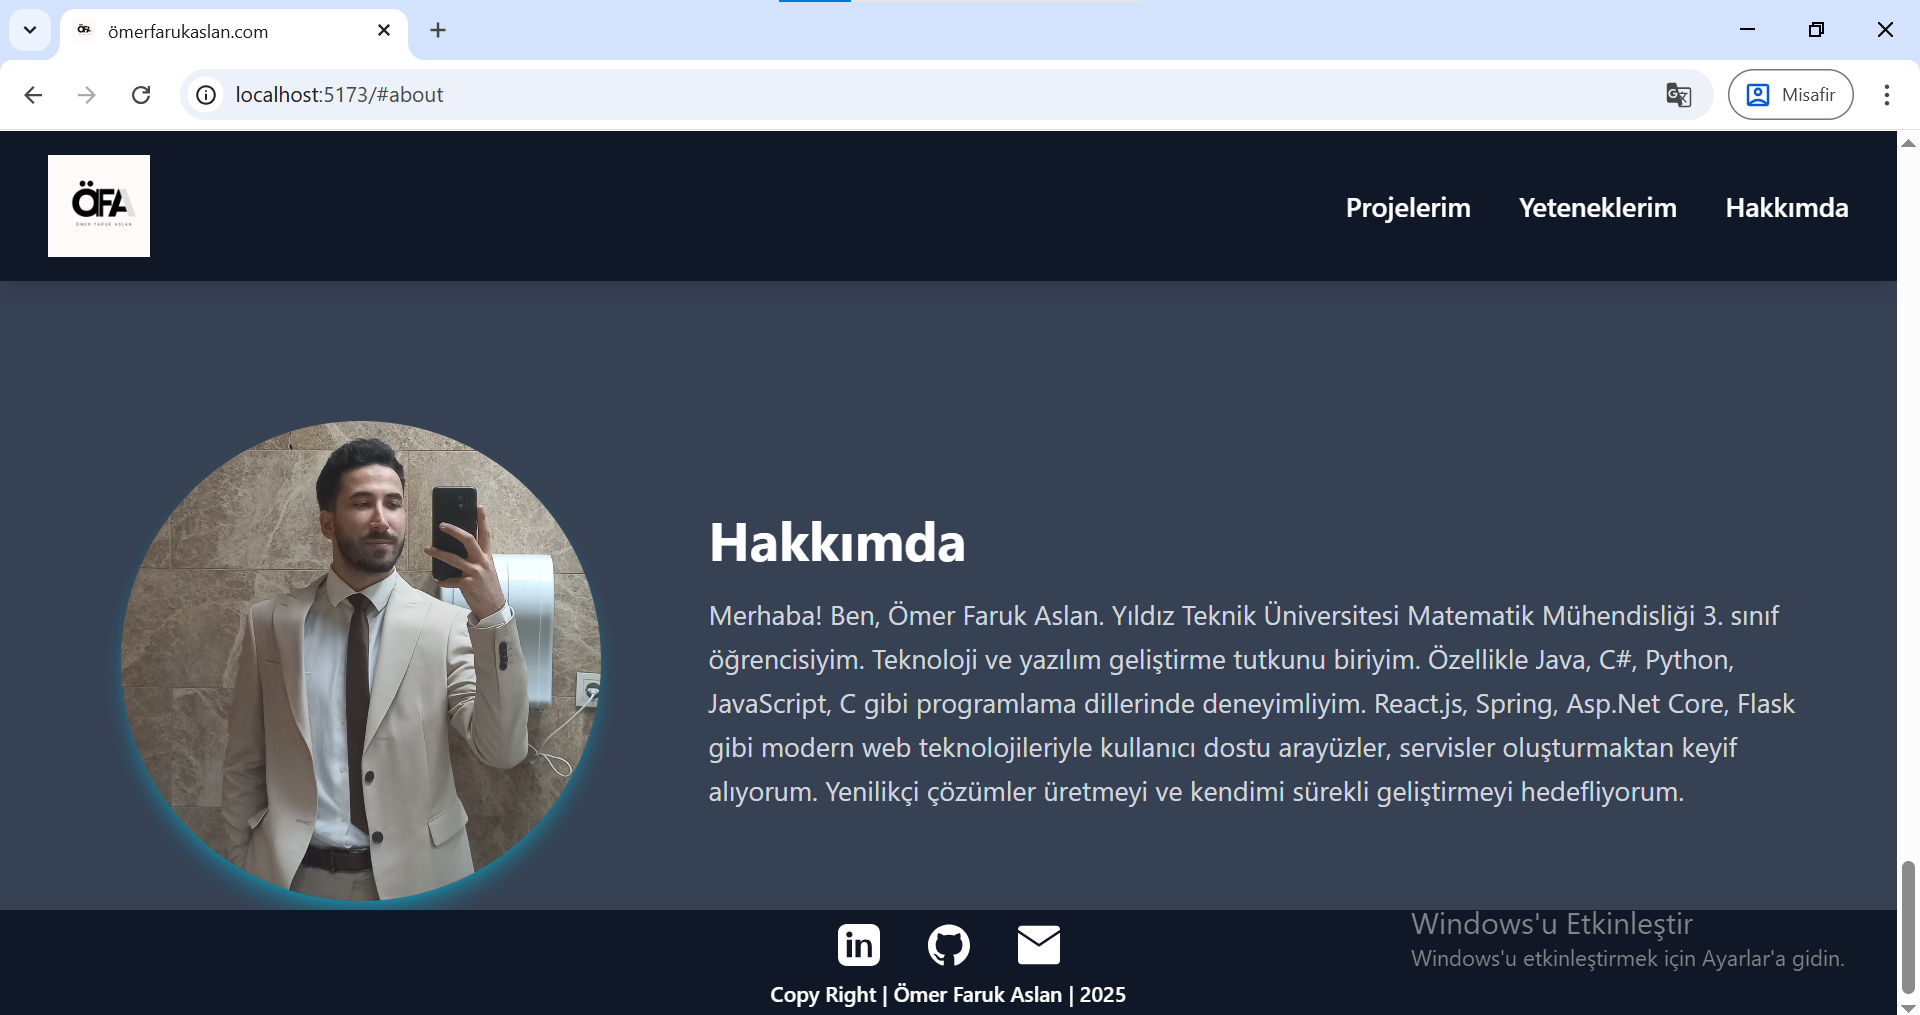 ömerfarukaslan.com
localhost:5173/#about
Misafir
ÖFA
ÖMER FARUK ASLAN
Projelerim
Yeteneklerim
Hakkımda
Hakkımda
Merhaba! Ben, Ömer Faruk Aslan. Yıldız Teknik Üniversitesi Matematik Mühendisliği 3. sınıf
öğrencisiyim. Teknoloji ve yazılım geliştirme tutkunu biriyim. Özellikle Java, C#, Python,
JavaScript, C gibi programlama dillerinde deneyimliyim. React.js, Spring, Asp.Net Core, Flask
gibi modern web teknolojileriyle kullanıcı dostu arayüzler, servisler oluşturmaktan keyif
alıyorum. Yenilikçi çözümler üretmeyi ve kendimi sürekli geliştirmeyi hedefliyorum.
Windows'u Etkinleştir
Windows'u etkinleştirmek için Ayarlar'a gidin.
Copy Right | Ömer Faruk Aslan | 2025